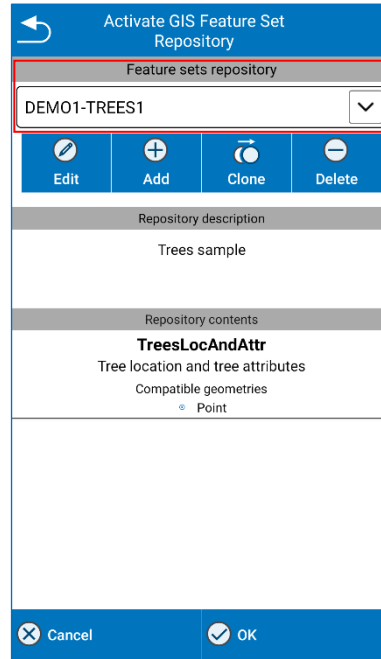 Activate GIS Feature Set
Repository
Feature sets repository
DEMO1-TREES1
Edit Add Clone Delete
Repository description
Trees sample
Repository contents
TreesLocAndAttr
Tree location and tree attributes
Compatible geometries
Point
Cancel OK